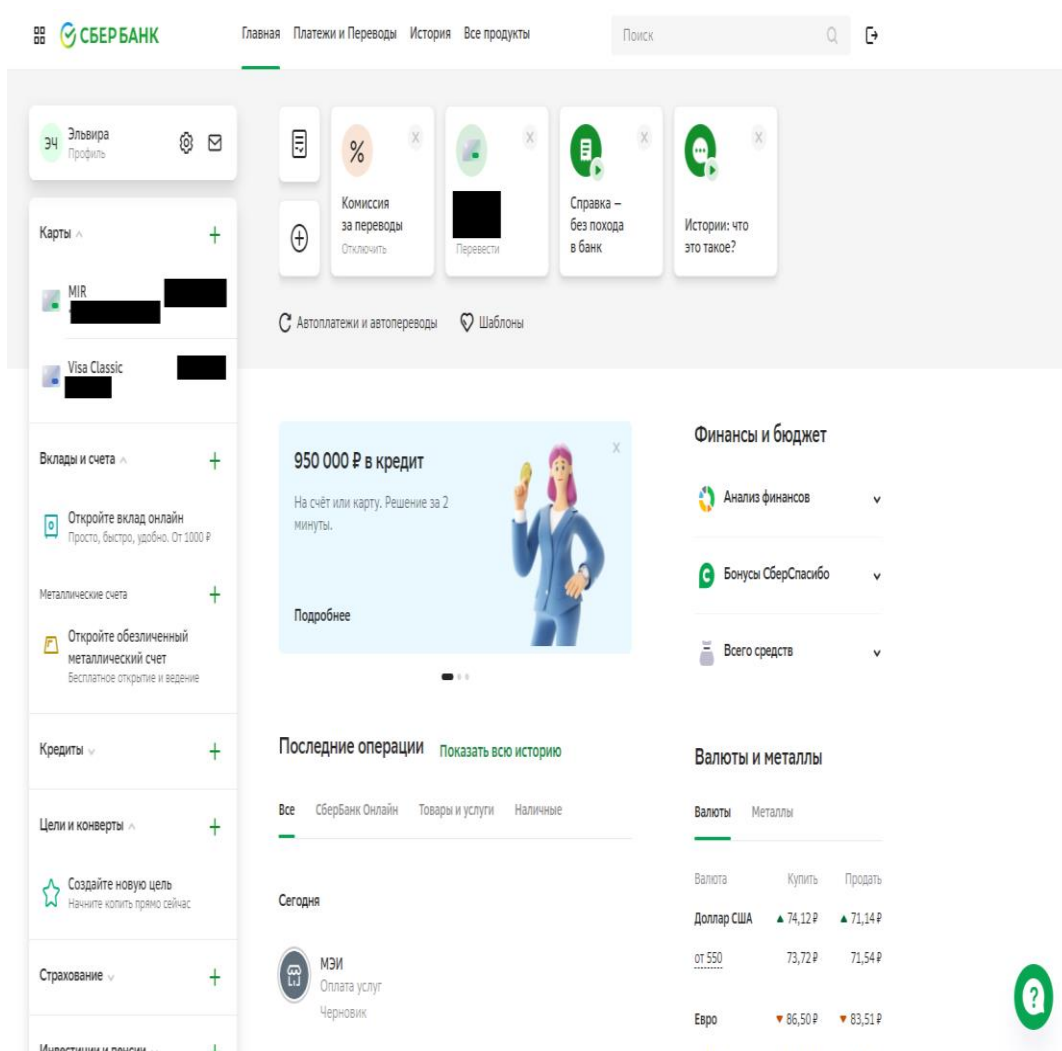 СБЕР БАНК
Главная Платежи и Переводы История Все продукты
Поиск
ЭЧ
Эльвира
Профиль
Карты
MIR
Visa Classic
Вклады и счета
Откройте вклад онлайн
Просто, быстро, удобно. От 1000 ₽
Металлические счета
Откройте обезличенный
металлический счет
Бесплатное открытие и ведение
Кредиты
Цели и конверты
Создайте новую цель
Начните копить прямо сейчас
Страхование
Инвестиции и пенсии
%
Комиссия
за переводы
Отключить
Перевести
Справка –
без похода
в банк
Истории: что
это такое?
Автоплатежи и автопереводы
Шаблоны
950 000 ₽ в кредит
На счёт или карту. Решение за 2
минуты.
Подробнее
Последние операции Показать всю историю
Все СберБанк Онлайн Товары и услуги Наличные
Сегодня
МЭИ
Оплата услуг
Черновик
Финансы и бюджет
Анализ финансов
Бонусы СберСпасибо
Всего средств
Валюты и металлы
Валюты Металлы
Валюта Купить Продать
Доллар США ▲ 74,12 ₽ ▲ 71,14 ₽
от 550 73,72 ₽ 71,54 ₽
Евро ▼ 86,50 ₽ ▼ 83,51 ₽
?